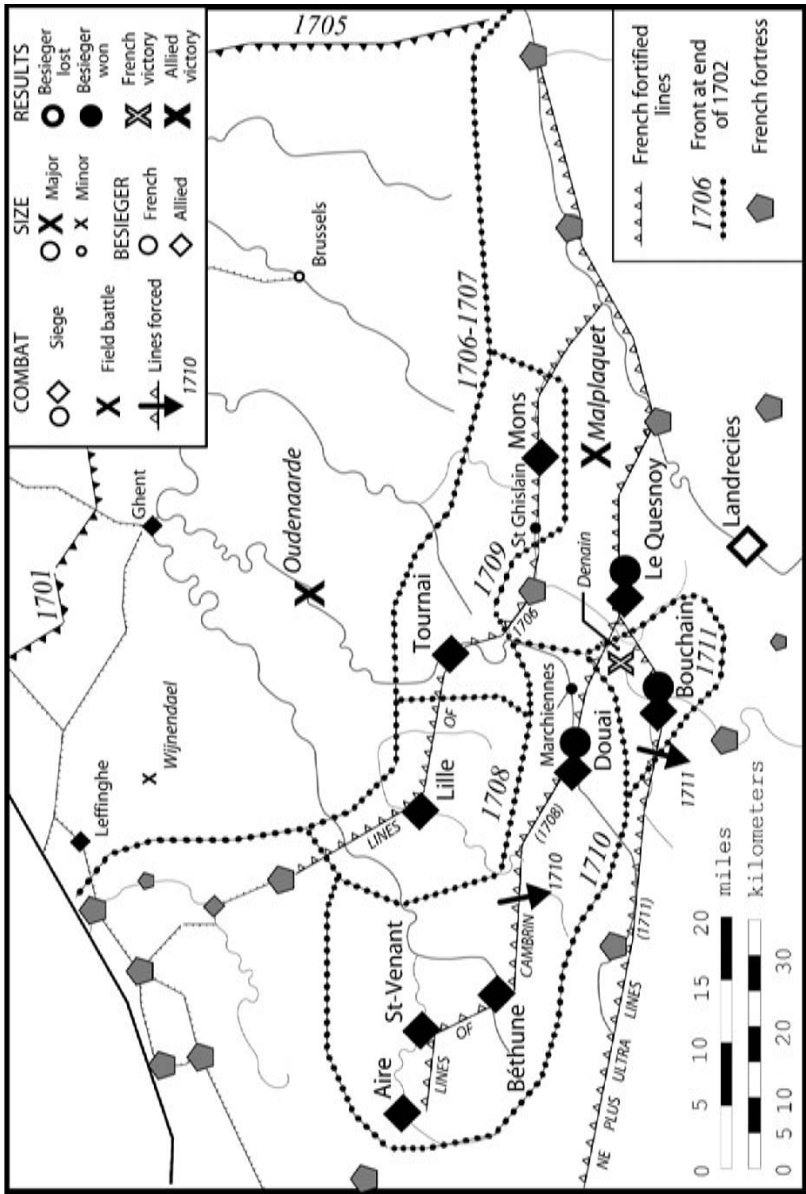 COMBAT
Siege
Field battle
Lines forced
1710
SIZE
Major
Minor
BESIEGER
French
Allied
RESULTS
Besieger
lost
Besieger
won
French
victory
Allied
victory
1701
1705
Leffinghe
Ghent
Wijnendael
Brussels
Oudenaarde
1706-1707
Aire
St-Venant
Lille
Tournai
LINES
OF
1706
1709
St Ghislain
Mons
Malplaquet
Béthune
LINES
OF
CAMBRIN
1708
(1708)
1710
1710
Marchiennes
Douai
Denain
Le Quesnoy
Bouchain
1711
1711
Landrecies
NE PLUS ULTRA LINES
(1711)
0
5
10
15
20
miles
0
5
10
20
30
kilometers
French fortified
lines
1706
Front at end
of 1702
French fortress